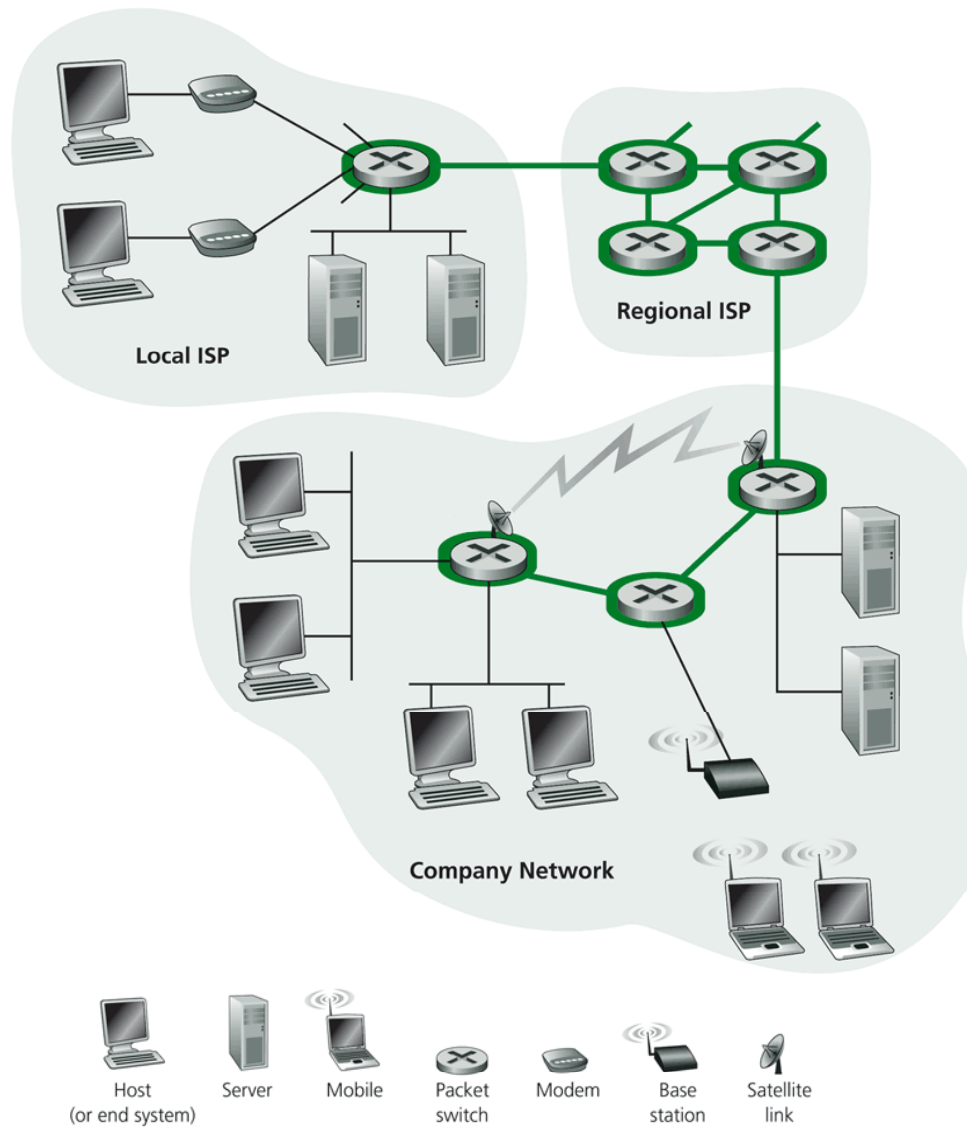 Local ISP
Regional ISP
Company Network
Host
(or end system)
Server
Mobile
Packet
switch
Modem
Base
station
Satellite
link